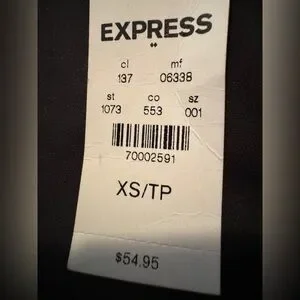 EXPRESS
cl mf
137 06338
st co sz
1073 553 001
70002591
XS/TP
$54.95